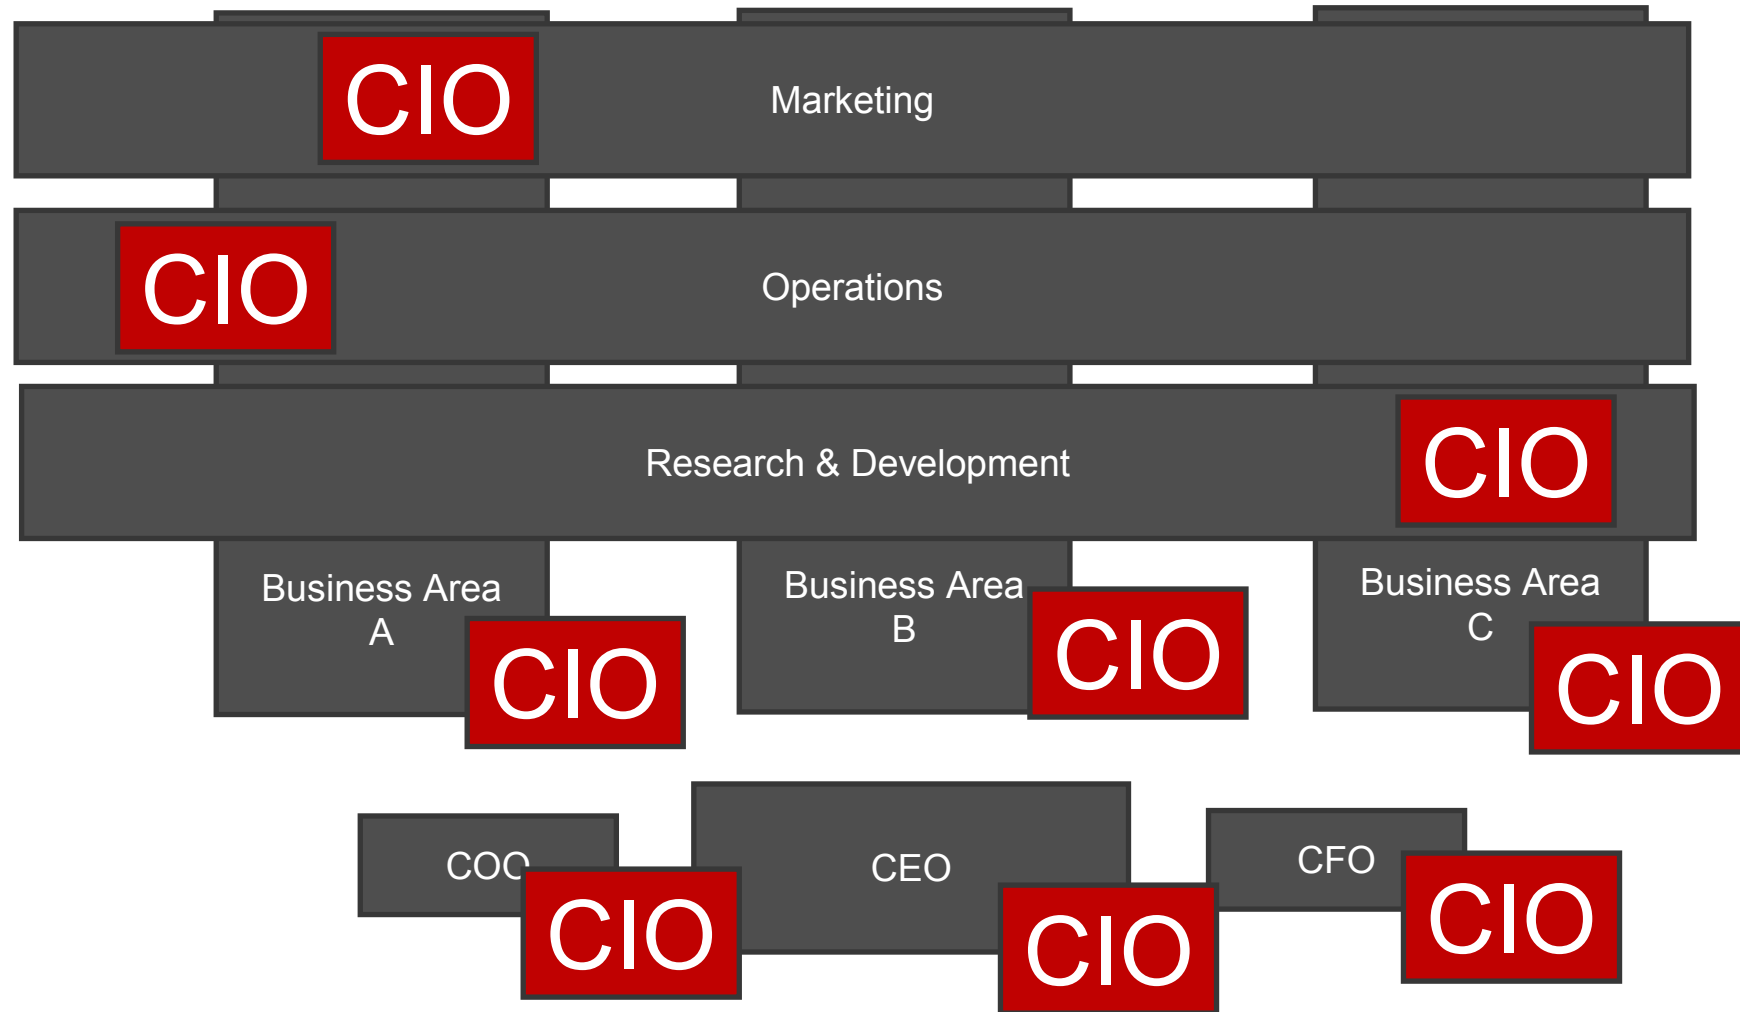 CIO
Marketing
CIO
Operations
Research & Development
CIO
Business Area
A
CIO
Business Area
B
CIO
Business Area
C
CIO
COO
CIO
CEO
CIO
CFO
CIO